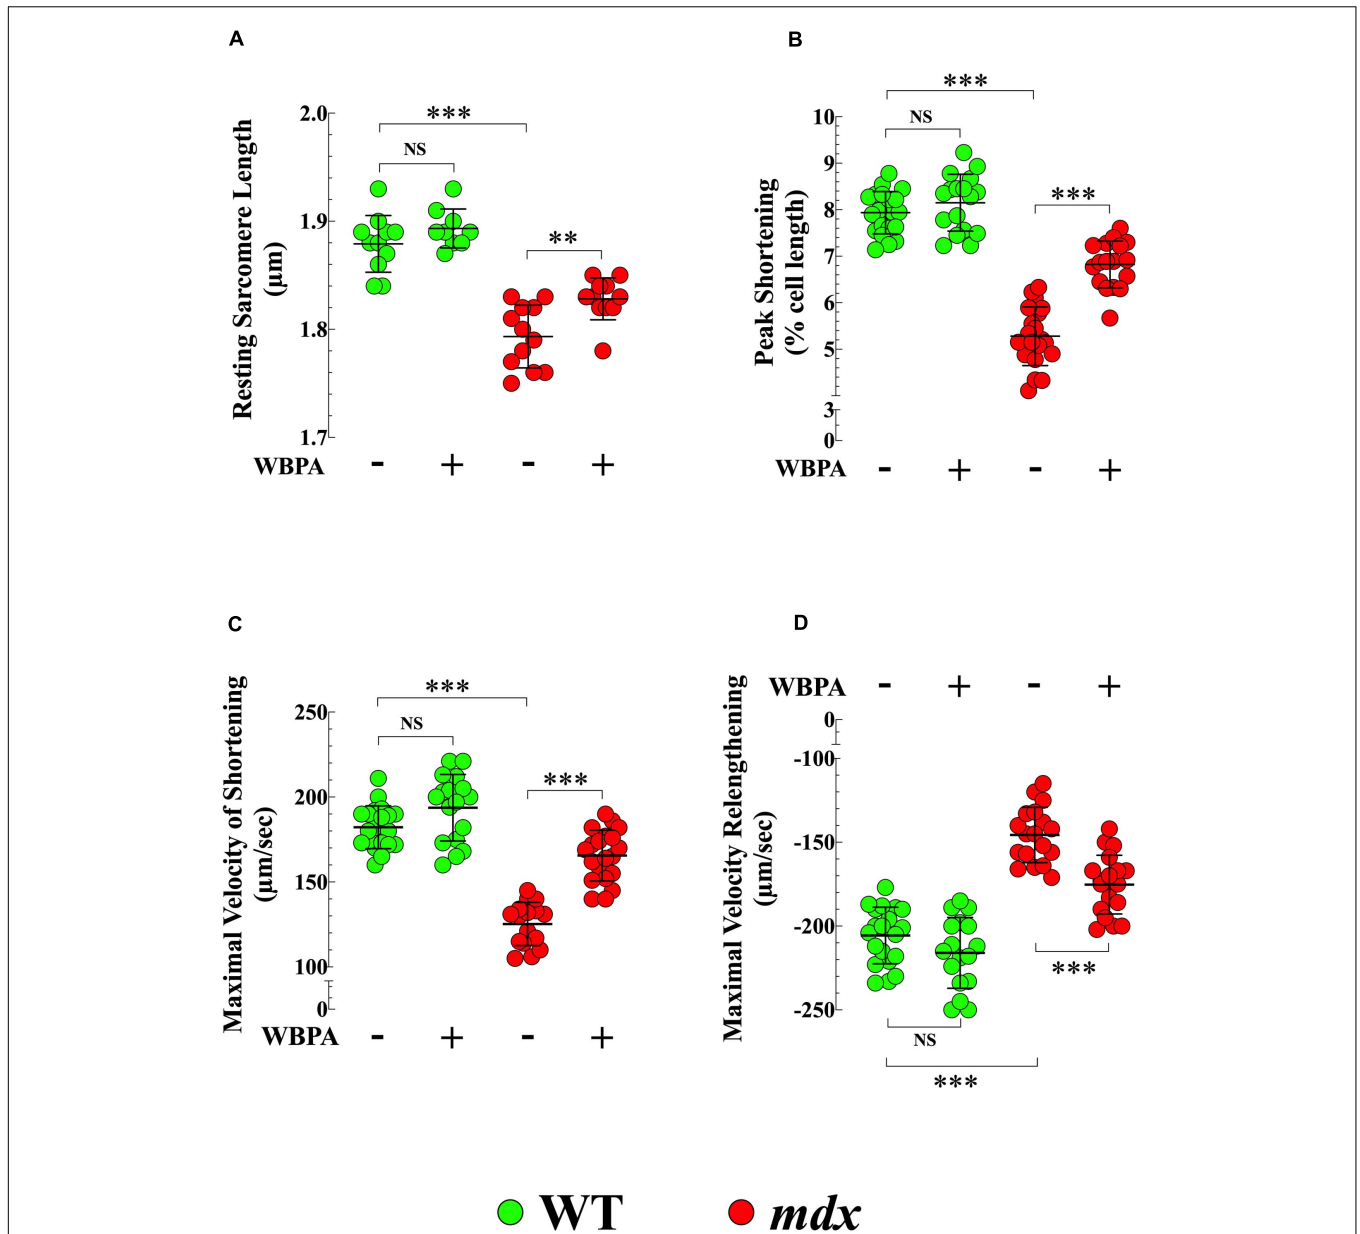 A
Resting Sarcomere Length
(µm)
2.0
1.9
1.8
1.7
***
NS
**
WBPA - + - +
B
Peak Shortening
(% cell length)
10
9
8
7
6
5
3
0
***
NS
***
WBPA - + - +
C
Maximal Velocity of Shortening
(µm/sec)
250
200
150
100
0
***
NS
***
WBPA - + - +
D
WBPA - + - +
Maximal Velocity Relengthening
(µm/sec)
0
-100
-150
-200
-250
***
NS
***
WT mdx